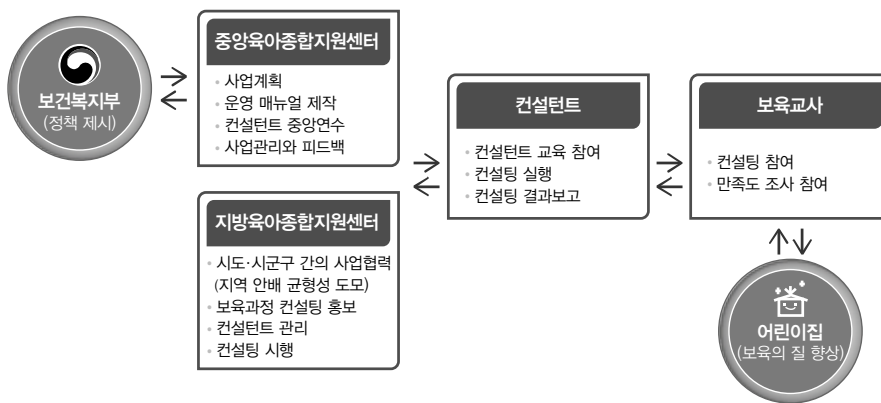 보건복지부
(정책 제시)
중앙육아종합지원센터
• 사업계획
• 운영 매뉴얼 제작
• 컨설턴트 중앙연수
• 사업관리와 피드백
지방육아종합지원센터
• 시도·시군구 간의 사업협력
(지역 안배 균형성 도모)
• 보육과정 컨설팅 홍보
• 컨설턴트 관리
• 컨설팅 시행
컨설턴트
• 컨설턴트 교육 참여
• 컨설팅 실행
• 컨설팅 결과보고
보육교사
• 컨설팅 참여
• 만족도 조사 참여
어린이집
(보육의 질 향상)